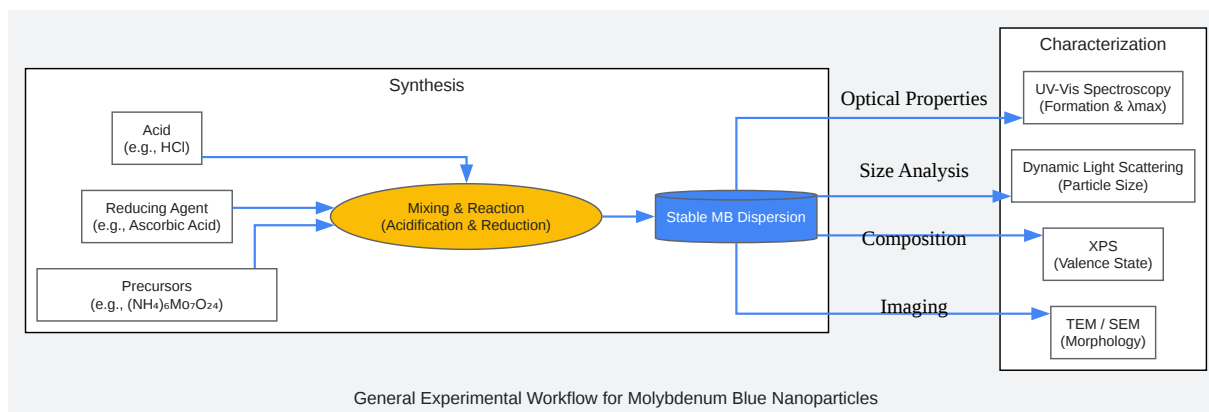 Synthesis
Acid
(e.g., HCl)
Reducing Agent
(e.g., Ascorbic Acid)
Precursors
(e.g., (NH₄)₆Mo₇O₂₄)
Mixing & Reaction
(Acidification & Reduction)
Stable MB Dispersion
Optical Properties
Size Analysis
Composition
Imaging
Characterization
UV-Vis Spectroscopy
(Formation & λmax)
Dynamic Light Scattering
(Particle Size)
XPS
(Valence State)
TEM / SEM
(Morphology)
General Experimental Workflow for Molybdenum Blue Nanoparticles